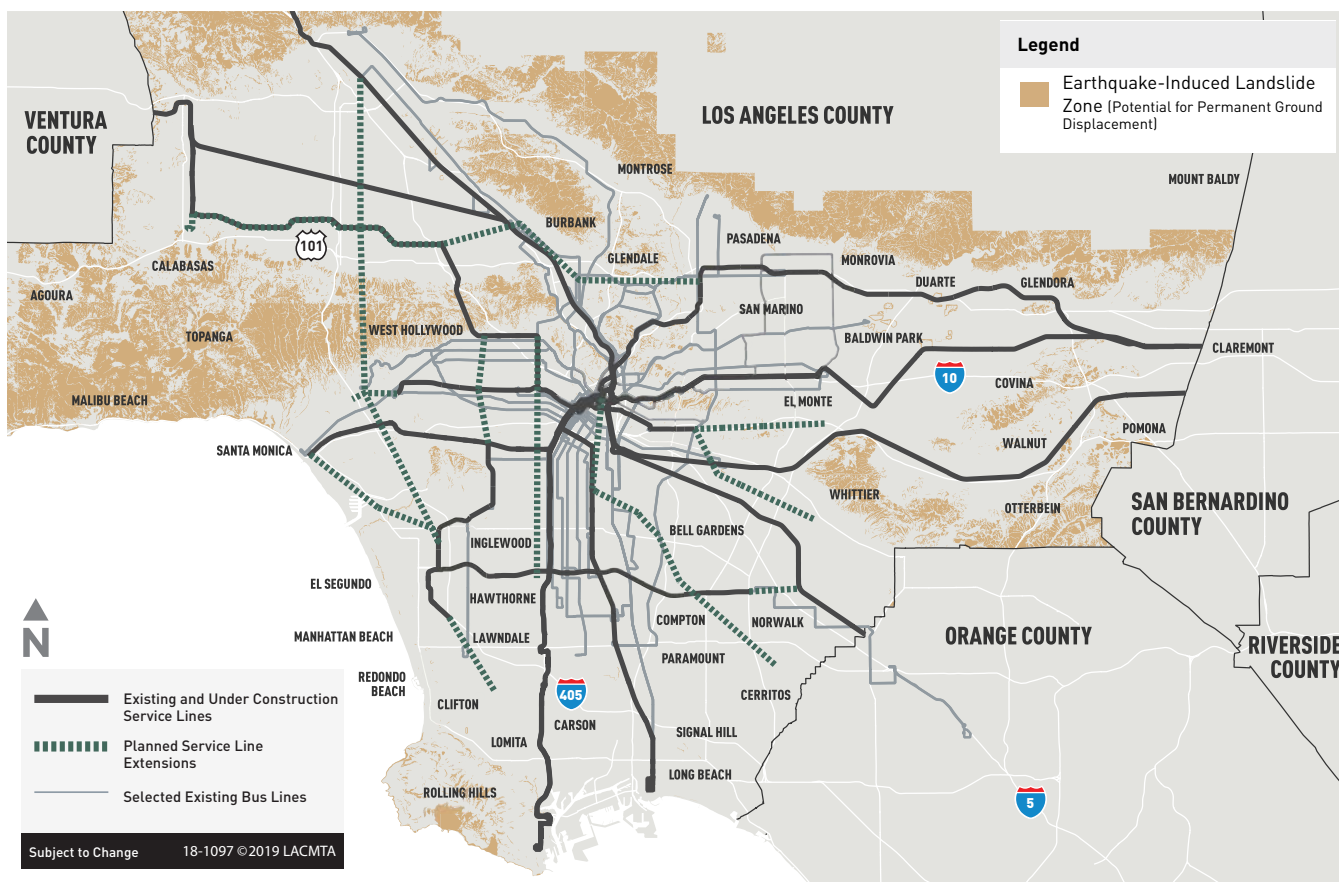 Legend
Earthquake-Induced Landslide
Zone (Potential for Permanent Ground
Displacement)
VENTURA
COUNTY
LOS ANGELES COUNTY
MONTROSE
MOUNT BALDY
BURBANK
101
PASADENA
GLENDALE
MONROVIA
CALABASAS
DUARTE
GLENDORA
AGOURA
SAN MARINO
TOPANGA
WEST HOLLYWOOD
BALDWIN PARK
CLAREMONT
10
COVINA
MALIBU BEACH
EL MONTE
POMONA
WALNUT
SANTA MONICA
WHITTIER
SAN BERNARDINO
COUNTY
OTTERBEIN
BELL GARDENS
INGLEWOOD
EL SEGUNDO
HAWTHORNE
COMPTON
NORWALK
N
MANHATTAN BEACH
LAWNDALE
ORANGE COUNTY
RIVERSIDE
COUNTY
PARAMOUNT
REDONDO
BEACH
405
CERRITOS
CLIFTON
CARSON
SIGNAL HILL
LOMITA
LONG BEACH
ROLLING HILLS
5
Existing and Under Construction
Service Lines
Planned Service Line
Extensions
Selected Existing Bus Lines
Subject to Change 18-1097 ©2019 LACMTA